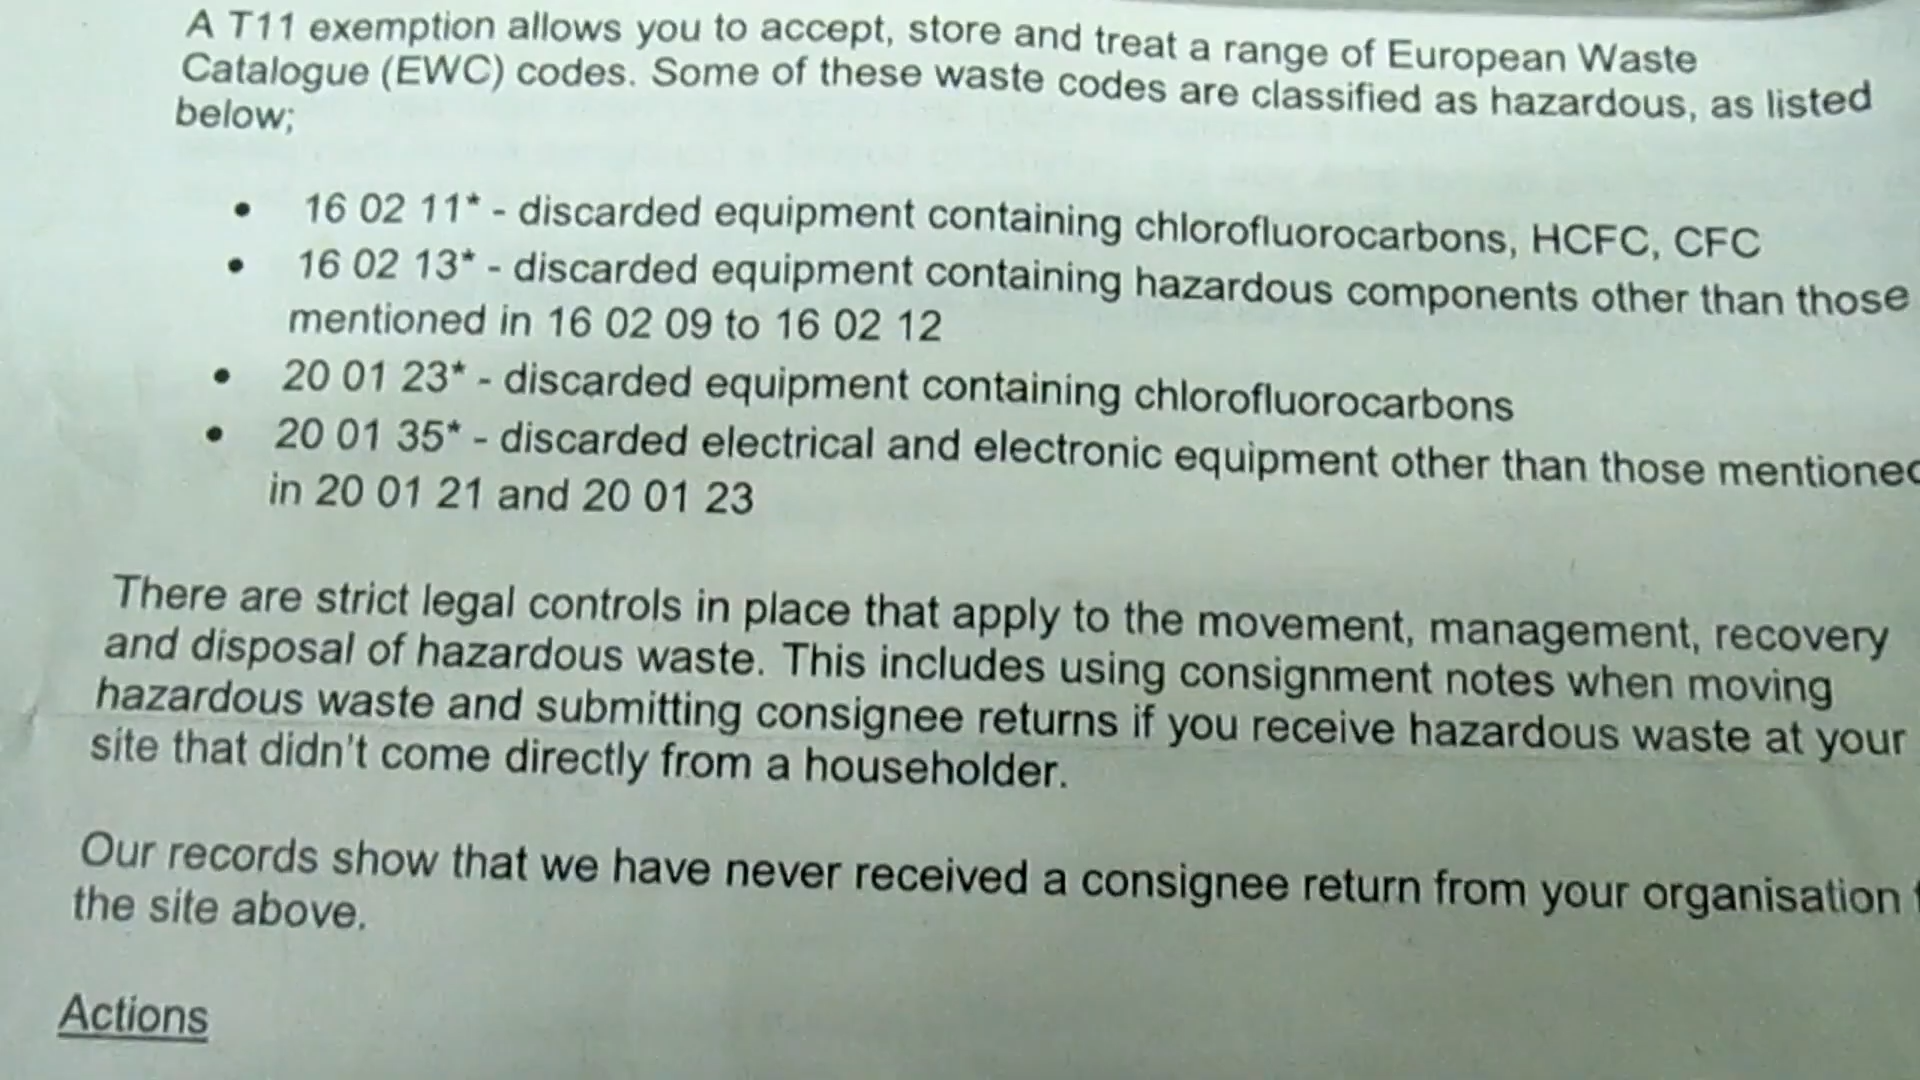 A T11 exemption allows you to accept, store and treat a range of European Waste
Catalogue (EWC) codes. Some of these waste codes are classified as hazardous, as listed
below;
• 16 02 11* - discarded equipment containing chlorofluorocarbons, HCFC, CFC
• 16 02 13* - discarded equipment containing hazardous components other than those
mentioned in 16 02 09 to 16 02 12
• 20 01 23* - discarded equipment containing chlorofluorocarbons
• 20 01 35* - discarded electrical and electronic equipment other than those mentioned
in 20 01 21 and 20 01 23
There are strict legal controls in place that apply to the movement, management, recovery
and disposal of hazardous waste. This includes using consignment notes when moving
hazardous waste and submitting consignee returns if you receive hazardous waste at your
site that didn't come directly from a householder.
Our records show that we have never received a consignee return from your organisation
the site above.
Actions